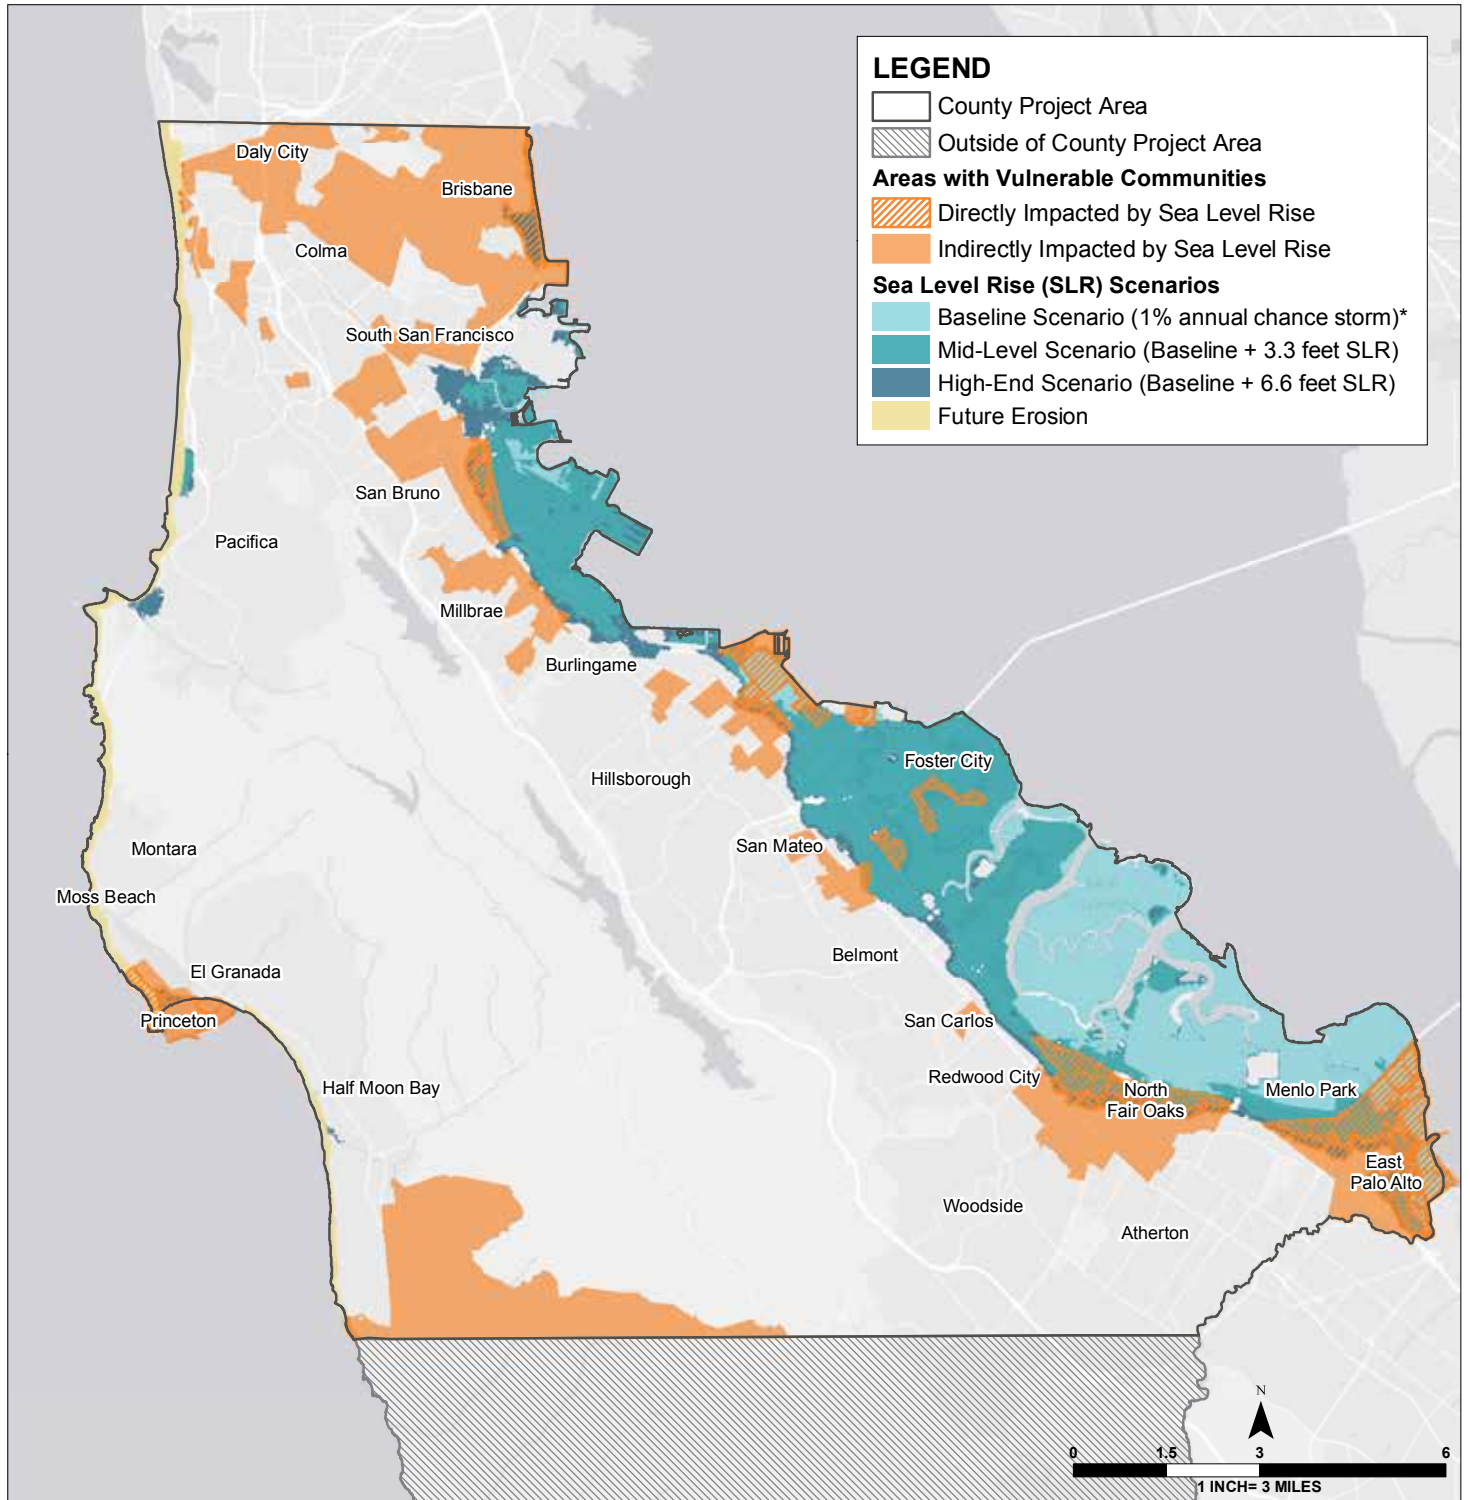 LEGEND
County Project Area
Outside of County Project Area
Areas with Vulnerable Communities
Directly Impacted by Sea Level Rise
Indirectly Impacted by Sea Level Rise
Sea Level Rise (SLR) Scenarios
Baseline Scenario (1% annual chance storm)*
Mid-Level Scenario (Baseline + 3.3 feet SLR)
High-End Scenario (Baseline + 6.6 feet SLR)
Future Erosion
Daly City
Brisbane
Colma
South San Francisco
San Bruno
Pacifica
Millbrae
Burlingame
Foster City
Hillsborough
San Mateo
Montara
Moss Beach
Belmont
El Granada
Princeton
San Carlos
Redwood City
Half Moon Bay
North
Fair Oaks
Menlo Park
East
Palo Alto
Woodside
Atherton
N
0 1.5 3 6
1 INCH= 3 MILES